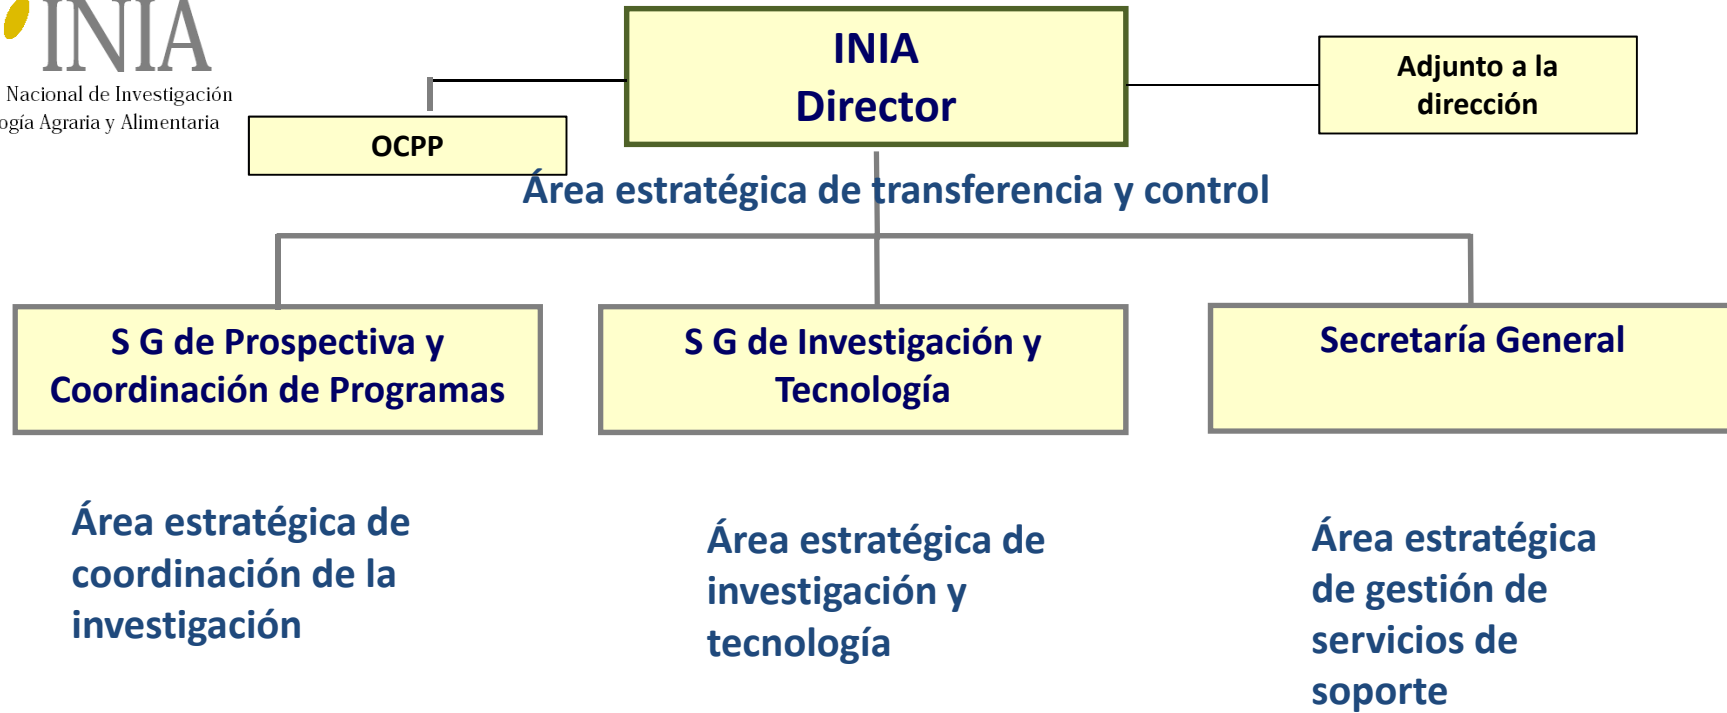 INIA
Nacional de Investigación
ogía Agraria y Alimentaria
INIA
Director
Adjunto a la
dirección
OCPP
Área estratégica de transferencia y control
S G de Prospectiva y
Coordinación de Programas
S G de Investigación y
Tecnología
Secretaría General
Área estratégica de
coordinación de la
investigación
Área estratégica de
investigación y
tecnología
Área estratégica
de gestión de
servicios de
soporte